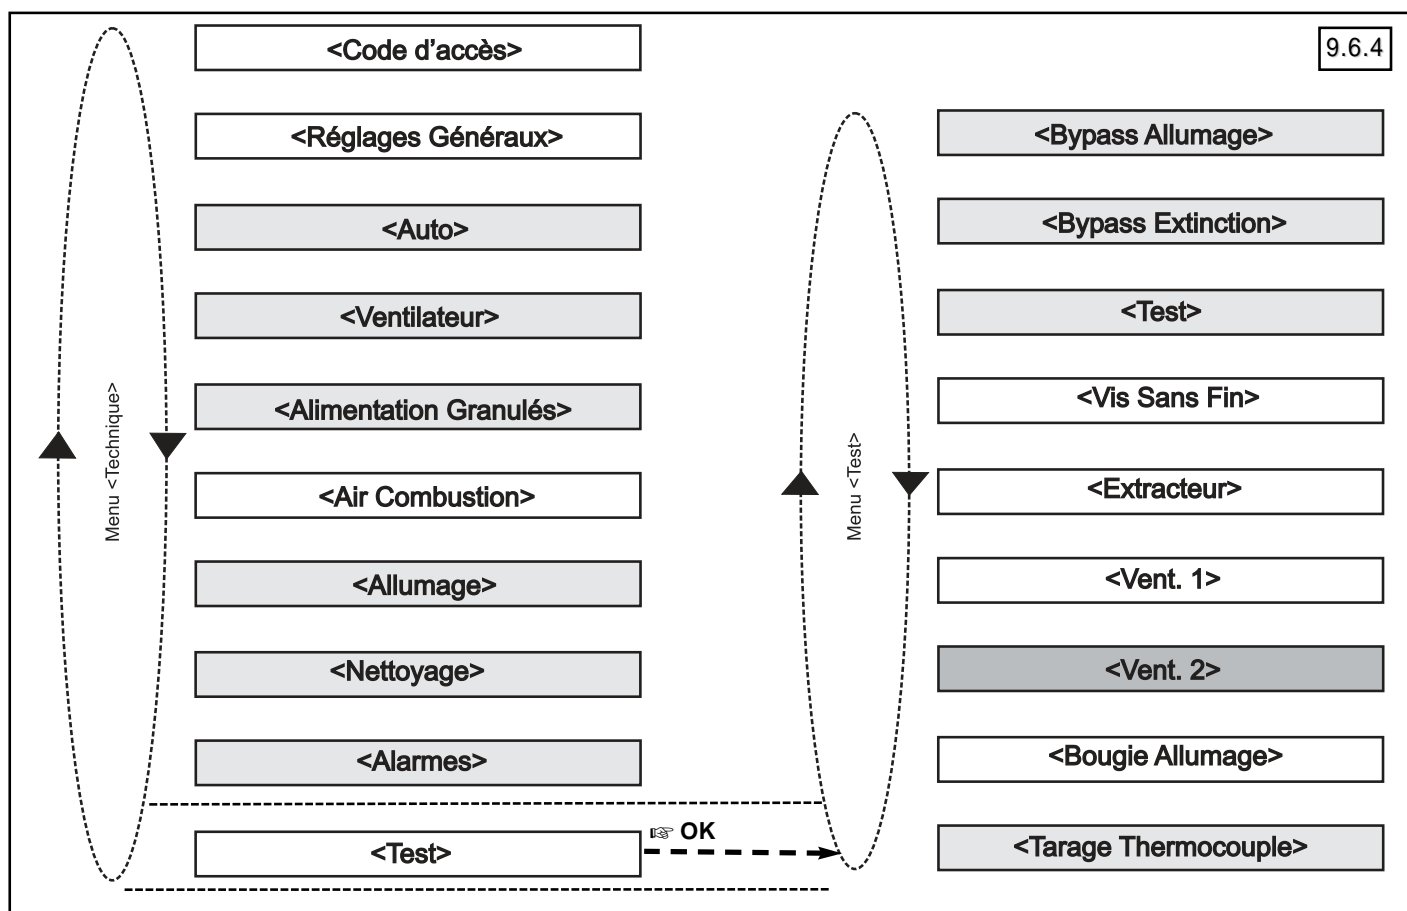 9.6.4
Menu <Technique>
<Code d'accès>
<Réglages Généraux>
<Auto>
<Ventilateur>
<Alimentation Granulés>
<Air Combustion>
<Allumage>
<Nettoyage>
<Alarmes>
<Test>
☞ OK
Menu <Test>
<Bypass Allumage>
<Bypass Extinction>
<Test>
<Vis Sans Fin>
<Extracteur>
<Vent. 1>
<Vent. 2>
<Bougie Allumage>
<Tarage Thermocouple>